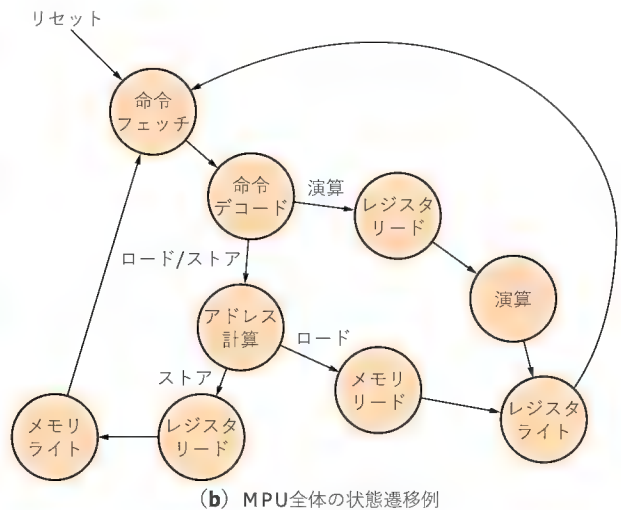 リセット
命令
フェッチ
命令
デコード
演算
レジスタ
リード
ロード/ストア
演算
アドレス
計算
ロード
ストア
メモリ
リード
レジスタ
ライト
メモリ
ライト
レジスタ
リード
(b) MPU全体の状態遷移例